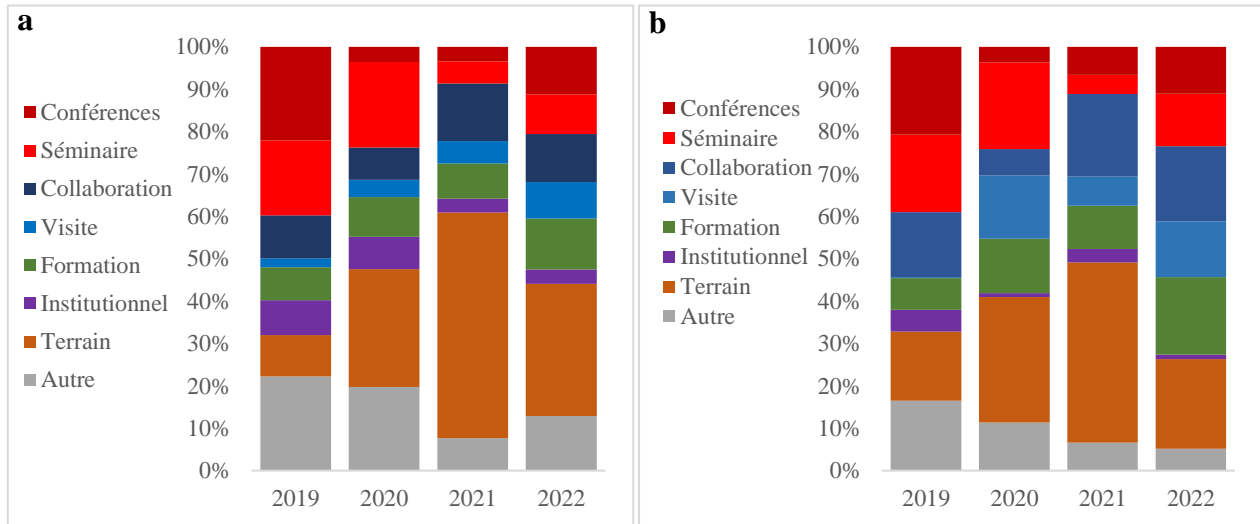 a
100%
90%
80%
70%
60%
50%
40%
30%
20%
10%
0%
Conférences
Séminaire
Collaboration
Visite
Formation
Institutionnel
Terrain
Autre
2019 2020 2021 2022
b
100%
90%
80%
70%
60%
50%
40%
30%
20%
10%
0%
Conférences
Séminaire
Collaboration
Visite
Formation
Institutionnel
Terrain
Autre
2019 2020 2021 2022